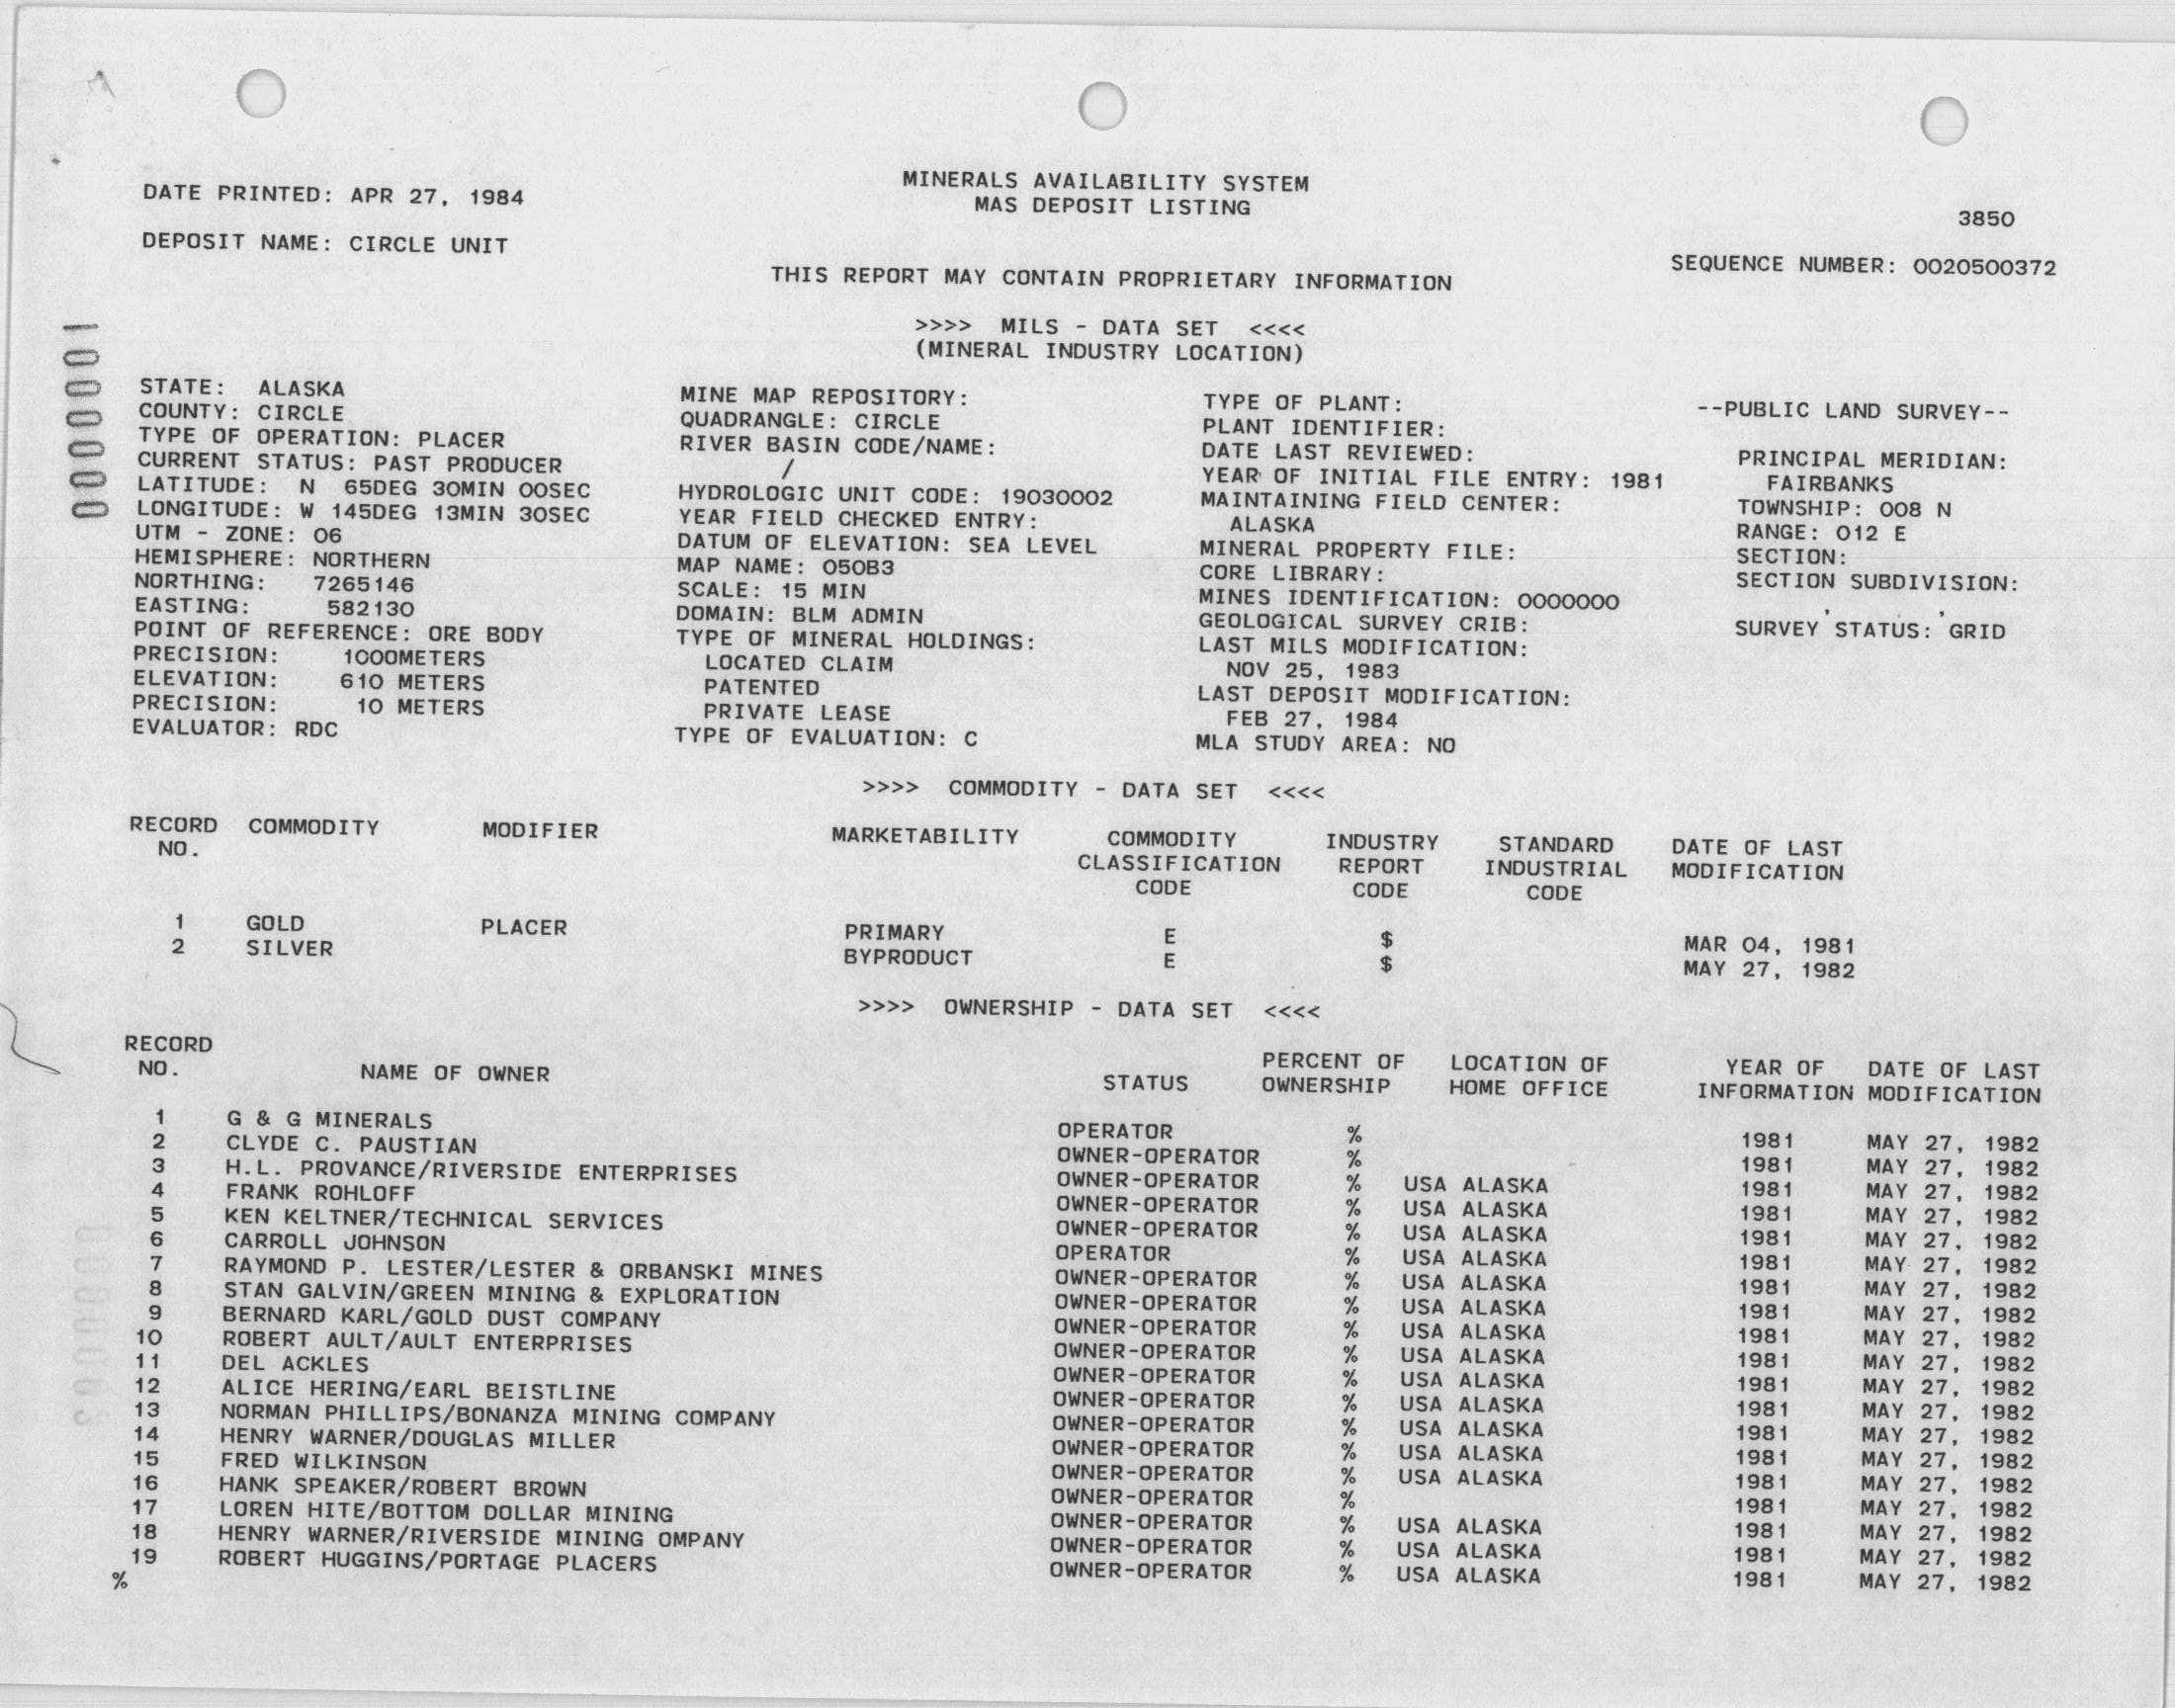 DATE PRINTED: APR 27, 1984
MINERALS AVAILABILITY SYSTEM
MAS DEPOSIT LISTING
3850
DEPOSIT NAME: CIRCLE UNIT
SEQUENCE NUMBER: 0020500372
THIS REPORT MAY CONTAIN PROPRIETARY INFORMATION
>>>> MILS - DATA SET <<<<
(MINERAL INDUSTRY LOCATION)
0000001
STATE: ALASKA
COUNTY: CIRCLE
TYPE OF OPERATION: PLACER
CURRENT STATUS: PAST PRODUCER
LATITUDE: N 65DEG 30MIN 00SEC
LONGITUDE: W 145DEG 13MIN 30SEC
UTM - ZONE: 06
HEMISPHERE: NORTHERN
NORTHING: 7265146
EASTING: 582130
POINT OF REFERENCE: ORE BODY
PRECISION: 1000METERS
ELEVATION: 610 METERS
PRECISION: 10 METERS
EVALUATOR: RDC
MINE MAP REPOSITORY:
QUADRANGLE: CIRCLE
RIVER BASIN CODE/NAME:
/
HYDROLOGIC UNIT CODE: 19030002
YEAR FIELD CHECKED ENTRY:
DATUM OF ELEVATION: SEA LEVEL
MAP NAME: 050B3
SCALE: 15 MIN
DOMAIN: BLM ADMIN
TYPE OF MINERAL HOLDINGS:
LOCATED CLAIM
PATENTED
PRIVATE LEASE
TYPE OF EVALUATION: C
TYPE OF PLANT:
PLANT IDENTIFIER:
DATE LAST REVIEWED:
YEAR OF INITIAL FILE ENTRY: 1981
MAINTAINING FIELD CENTER:
ALASKA
MINERAL PROPERTY FILE:
CORE LIBRARY:
MINES IDENTIFICATION: 0000000
GEOLOGICAL SURVEY CRIB:
LAST MILS MODIFICATION:
NOV 25, 1983
LAST DEPOSIT MODIFICATION:
FEB 27, 1984
MLA STUDY AREA: NO
--PUBLIC LAND SURVEY--
PRINCIPAL MERIDIAN:
FAIRBANKS
TOWNSHIP: 008 N
RANGE: 012 E
SECTION:
SECTION SUBDIVISION:
SURVEY STATUS: GRID
>>>> COMMODITY - DATA SET <<<<
RECORD COMMODITY MODIFIER MARKETABILITY COMMODITY INDUSTRY STANDARD DATE OF LAST
NO. CLASSIFICATION REPORT INDUSTRIAL MODIFICATION
CODE CODE CODE
1 GOLD PLACER PRIMARY E $ MAR 04, 1981
2 SILVER BYPRODUCT E $ MAY 27, 1982
>>>> OWNERSHIP - DATA SET <<<<
RECORD PERCENT OF LOCATION OF YEAR OF DATE OF LAST
NO. NAME OF OWNER STATUS OWNERSHIP HOME OFFICE INFORMATION MODIFICATION
1 G & G MINERALS OPERATOR % 1981 MAY 27, 1982
2 CLYDE C. PAUSTIAN OWNER-OPERATOR % 1981 MAY 27, 1982
3 H.L. PROVANCE/RIVERSIDE ENTERPRISES OWNER-OPERATOR % USA ALASKA 1981 MAY 27, 1982
4 FRANK ROHLOFF OWNER-OPERATOR % USA ALASKA 1981 MAY 27, 1982
5 KEN KELTNER/TECHNICAL SERVICES OWNER-OPERATOR % USA ALASKA 1981 MAY 27, 1982
6 CARROLL JOHNSON OPERATOR % USA ALASKA 1981 MAY 27, 1982
7 RAYMOND P. LESTER/LESTER & ORBANSKI MINES OWNER-OPERATOR % USA ALASKA 1981 MAY 27, 1982
8 STAN GALVIN/GREEN MINING & EXPLORATION OWNER-OPERATOR % USA ALASKA 1981 MAY 27, 1982
9 BERNARD KARL/GOLD DUST COMPANY OWNER-OPERATOR % USA ALASKA 1981 MAY 27, 1982
10 ROBERT AULT/AULT ENTERPRISES OWNER-OPERATOR % USA ALASKA 1981 MAY 27, 1982
11 DEL ACKLES OWNER-OPERATOR % USA ALASKA 1981 MAY 27, 1982
12 ALICE HERING/EARL BEISTLINE OWNER-OPERATOR % USA ALASKA 1981 MAY 27, 1982
13 NORMAN PHILLIPS/BONANZA MINING COMPANY OWNER-OPERATOR % USA ALASKA 1981 MAY 27, 1982
14 HENRY WARNER/DOUGLAS MILLER OWNER-OPERATOR % USA ALASKA 1981 MAY 27, 1982
15 FRED WILKINSON OWNER-OPERATOR % USA ALASKA 1981 MAY 27, 1982
16 HANK SPEAKER/ROBERT BROWN OWNER-OPERATOR % 1981 MAY 27, 1982
17 LOREN HITE/BOTTOM DOLLAR MINING OWNER-OPERATOR % USA ALASKA 1981 MAY 27, 1982
18 HENRY WARNER/RIVERSIDE MINING OMPANY OWNER-OPERATOR % USA ALASKA 1981 MAY 27, 1982
19 ROBERT HUGGINS/PORTAGE PLACERS OWNER-OPERATOR % USA ALASKA 1981 MAY 27, 1982
%